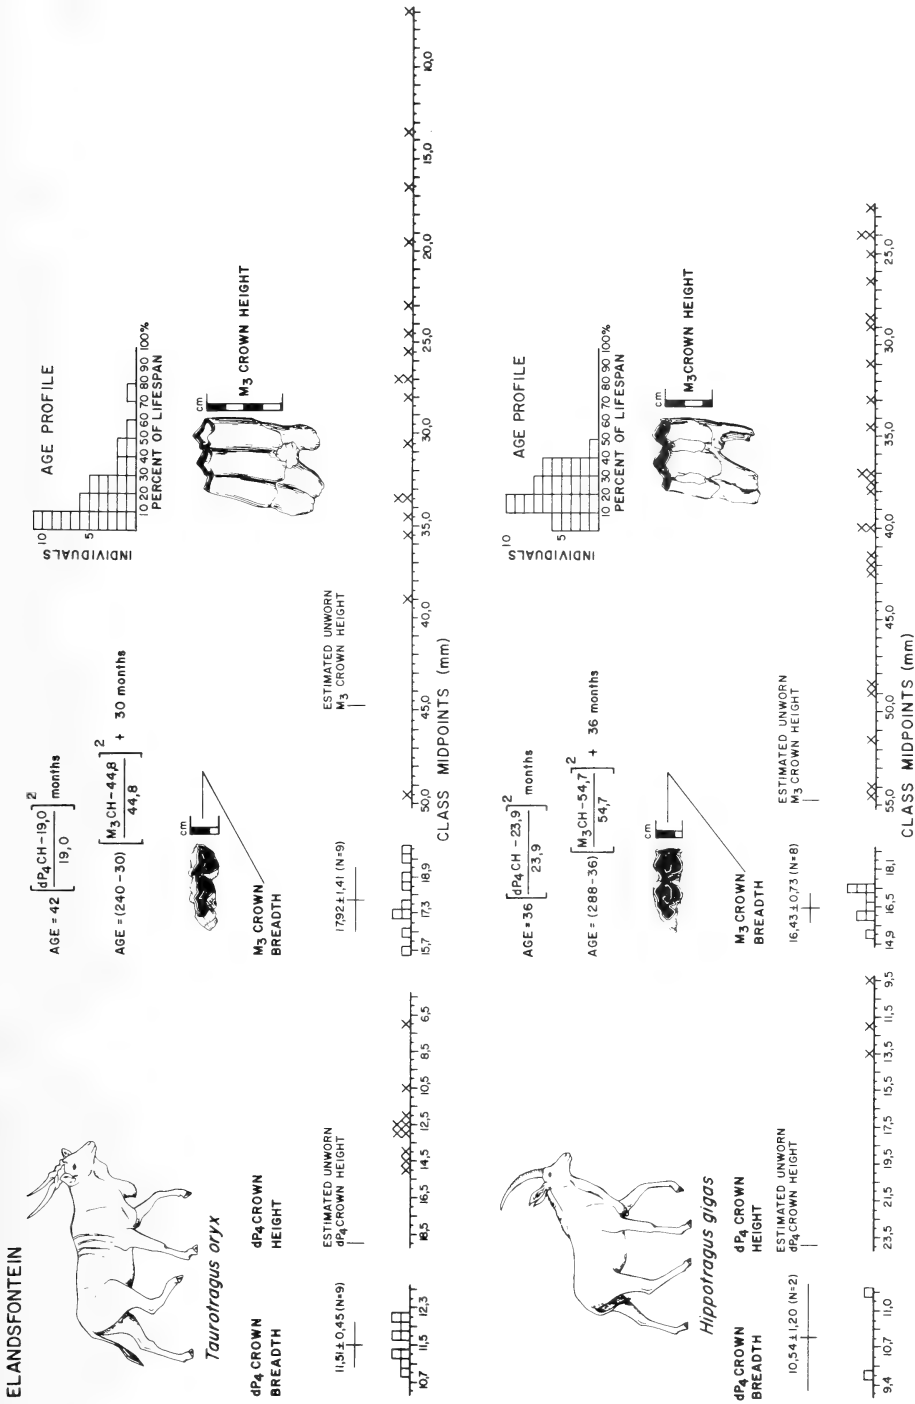 ELANDSFONTEIN
Taurotragus oryx
AGE = 42 [dP4CH−19,0 / 19,0]2 months
AGE = (240−30) [M3CH−44,8 / 44,8]2 + 30 months
AGE PROFILE
INDIVIDUALS
10
5
10 20 30 40 50 60 70 80 90 100%
PERCENT OF LIFESPAN
dP4 CROWN
BREADTH
dP4CROWN
HEIGHT
M3 CROWN
BREADTH
cm
cm
M3 CROWN HEIGHT
11,51±0,45 (N=9)
ESTIMATED UNWORN
dP4CROWN HEIGHT
17,92±1,41 (N=9)
ESTIMATED UNWORN
M3 CROWN HEIGHT
10,7 11,5 12,3
18,5 16,5 14,5 12,5 10,5 8,5 6,5
15,7 17,3 18,9
50,0 45,0 40,0 35,0 30,0 25,0 20,0 15,0 10,0
CLASS MIDPOINTS (mm)
Hippotragus gigas
AGE = 36 [dP4CH −23,9 / 23,9]2 months
AGE = (288−36) [M3CH−54,7 / 54,7]2 + 36 months
AGE PROFILE
INDIVIDUALS
10
5
10 20 30 40 50 60 70 80 90 100%
PERCENT OF LIFESPAN
dP4 CROWN
BREADTH
dP4 CROWN
HEIGHT
M3 CROWN
BREADTH
cm
cm
M3CROWN HEIGHT
10,54±1,20 (N=2)
ESTIMATED UNWORN
dP4CROWN HEIGHT
16,43±0,73 (N=8)
ESTIMATED UNWORN
M3 CROWN HEIGHT
9,4 10,7 11,0
23,5 21,5 19,5 17,5 15,5 13,5 11,5 9,5
14,9 16,5 18,1
55,0 50,0 45,0 40,0 35,0 30,0 25,0
CLASS MIDPOINTS (mm)